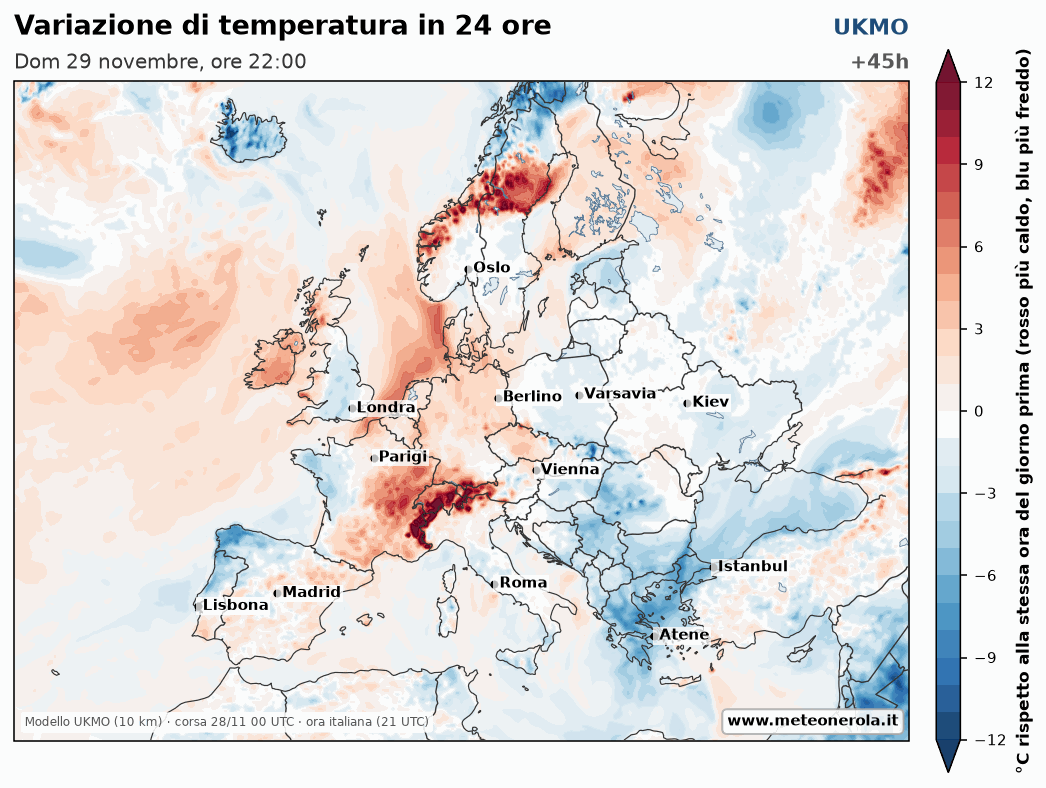 Variazione di temperatura in 24 ore
UKMO
Dom 29 novembre, ore 22:00
+45h
Oslo
Londra
Berlino
Varsavia
Kiev
Parigi
Vienna
Istanbul
Roma
Madrid
Lisbona
Atene
Modello UKMO (10 km) · corsa 28/11 00 UTC · ora italiana (21 UTC)
www.meteonerola.it
12
9
6
3
0
−3
−6
−9
−12
°C rispetto alla stessa ora del giorno prima (rosso più caldo, blu più freddo)